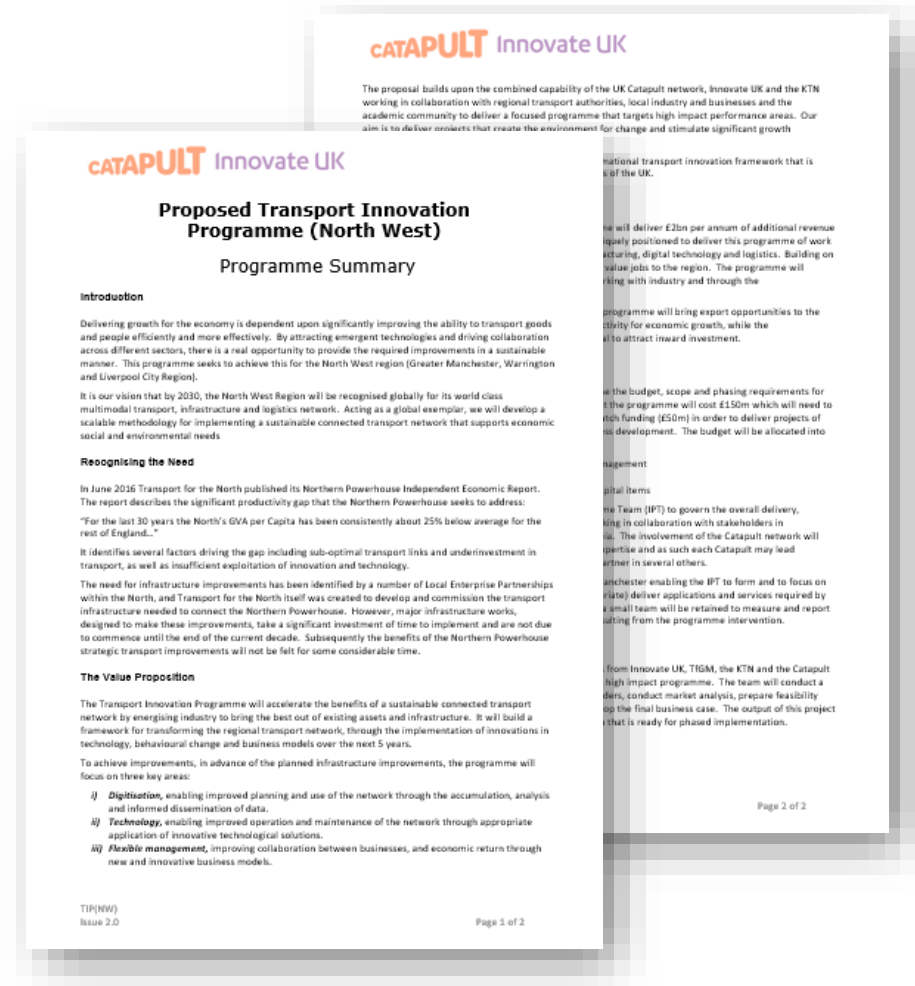 CATAPULT Innovate UK
Proposed Transport Innovation
Programme (North West)
Programme Summary
Introduction
Delivering growth for the economy is dependent upon significantly improving the ability to transport goods
and people efficiently and more effectively. By attracting emergent technologies and driving collaboration
across different sectors, there is a real opportunity to provide the required improvements in a sustainable
manner. This programme seeks to achieve this for the North West region (Greater Manchester, Warrington
and Liverpool City Region).
It is our vision that by 2030, the North West Region will be recognised globally for its world class
multimodal transport, infrastructure and logistics network. Acting as a global exemplar, we will develop a
scalable methodology for implementing a sustainable connected transport network that supports economic
social and environmental needs
Recognising the Need
In June 2016 Transport for the North published its Northern Powerhouse Independent Economic Report.
The report describes the significant productivity gap that the Northern Powerhouse seeks to address:
"For the last 30 years the North's GVA per Capita has been consistently about 25% below average for the
rest of England..."
It identifies several factors driving the gap including sub-optimal transport links and underinvestment in
transport, as well as insufficient exploitation of innovation and technology.
The need for infrastructure improvements has been identified by a number of Local Enterprise Partnerships
within the North, and Transport for the North itself was created to develop and commission the transport
infrastructure needed to connect the Northern Powerhouse. However, major infrastructure works,
designed to make these improvements, take a significant investment of time to implement and are not due
to commence until the end of the current decade. Subsequently the benefits of the Northern Powerhouse
strategic transport improvements will not be felt for some considerable time.
The Value Proposition
The Transport Innovation Programme will accelerate the benefits of a sustainable connected transport
network by energising industry to bring the best out of existing assets and infrastructure. It will build a
framework for transforming the regional transport network, through the implementation of innovations in
technology, behavioural change and business models over the next 5 years.
To achieve improvements, in advance of the planned infrastructure improvements, the programme will
focus on three key areas:
i) Digitisation, enabling improved planning and use of the network through the accumulation, analysis
and informed dissemination of data.
ii) Technology, enabling improved operation and maintenance of the network through appropriate
application of innovative technological solutions.
iii) Flexible management, improving collaboration between businesses, and economic return through
new and innovative business models.
TIP(NW)
Issue 2.0
Page 1 of 2
CATAPULT Innovate UK
The proposal builds upon the combined capability of the UK Catapult network, Innovate UK and the KTN
working in collaboration with regional transport authorities, local industry and businesses and the
academic community to deliver a focused programme that targets high impact performance areas. Our
aim is to deliver projects that create the environment for change and stimulate significant growth
transport innovation framework that is
of the UK.
will deliver £2bn per annum of additional revenue
positioned to deliver this programme of work
digital technology and logistics. Building on
value jobs to the region. The programme will
with industry and through the
programme will bring export opportunities to the
for economic growth, while the
to attract inward investment.
the budget, scope and phasing requirements for
the programme will cost £150m which will need to
funding (£50m) in order to deliver projects of
development. The budget will be allocated into
items
Team (IPT) to govern the overall delivery,
in collaboration with stakeholders in
The involvement of the Catapult network will
and as such each Catapult may lead
in several others.
enabling the IPT to form and to focus on
deliver applications and services required by
a small team will be retained to measure and report
from the programme intervention.
from Innovate UK, TfGM, the KTN and the Catapult
high impact programme. The team will conduct a
conduct market analysis, prepare feasibility
the final business case. The output of this project
that is ready for phased implementation.
Page 2 of 2